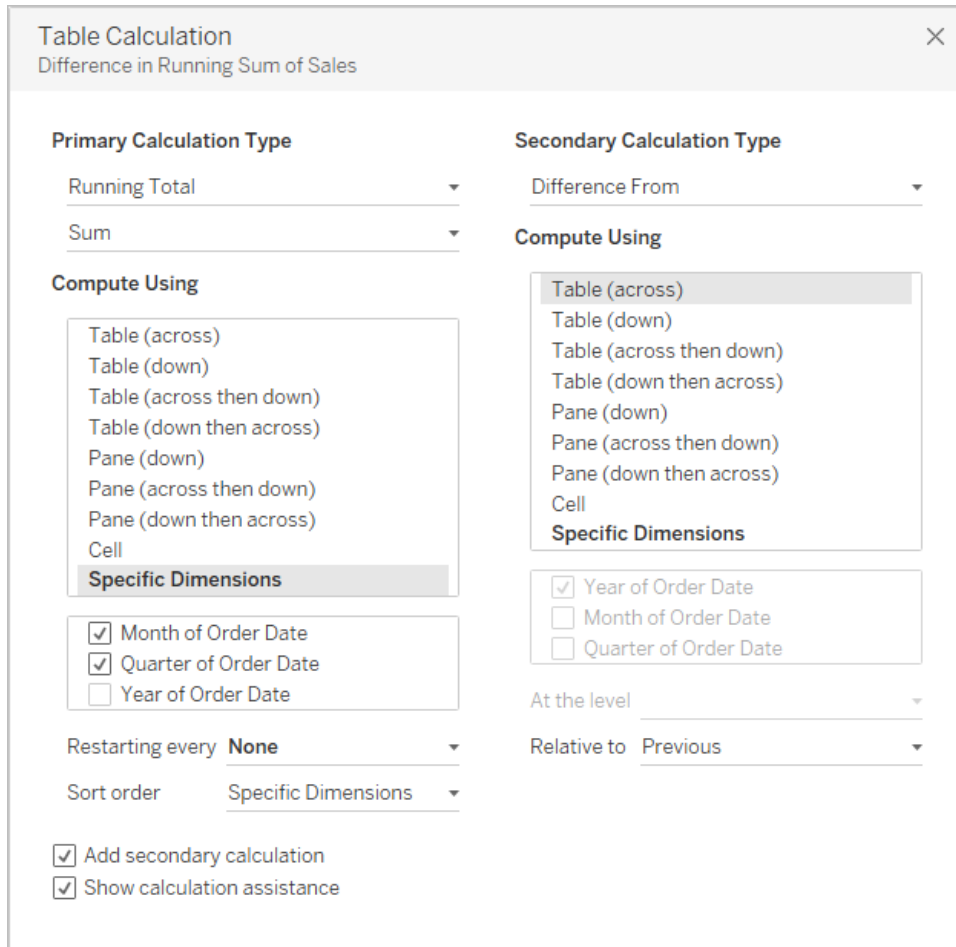 Table Calculation
Difference in Running Sum of Sales
Primary Calculation Type
Running Total
Sum
Compute Using
Table (across)
Table (down)
Table (across then down)
Table (down then across)
Pane (down)
Pane (across then down)
Pane (down then across)
Cell
Specific Dimensions
Month of Order Date
Quarter of Order Date
Year of Order Date
Restarting every None
Sort order Specific Dimensions
Add secondary calculation
Show calculation assistance
Secondary Calculation Type
Difference From
Compute Using
Table (across)
Table (down)
Table (across then down)
Table (down then across)
Pane (down)
Pane (across then down)
Pane (down then across)
Cell
Specific Dimensions
Year of Order Date
Month of Order Date
Quarter of Order Date
At the level
Relative to Previous